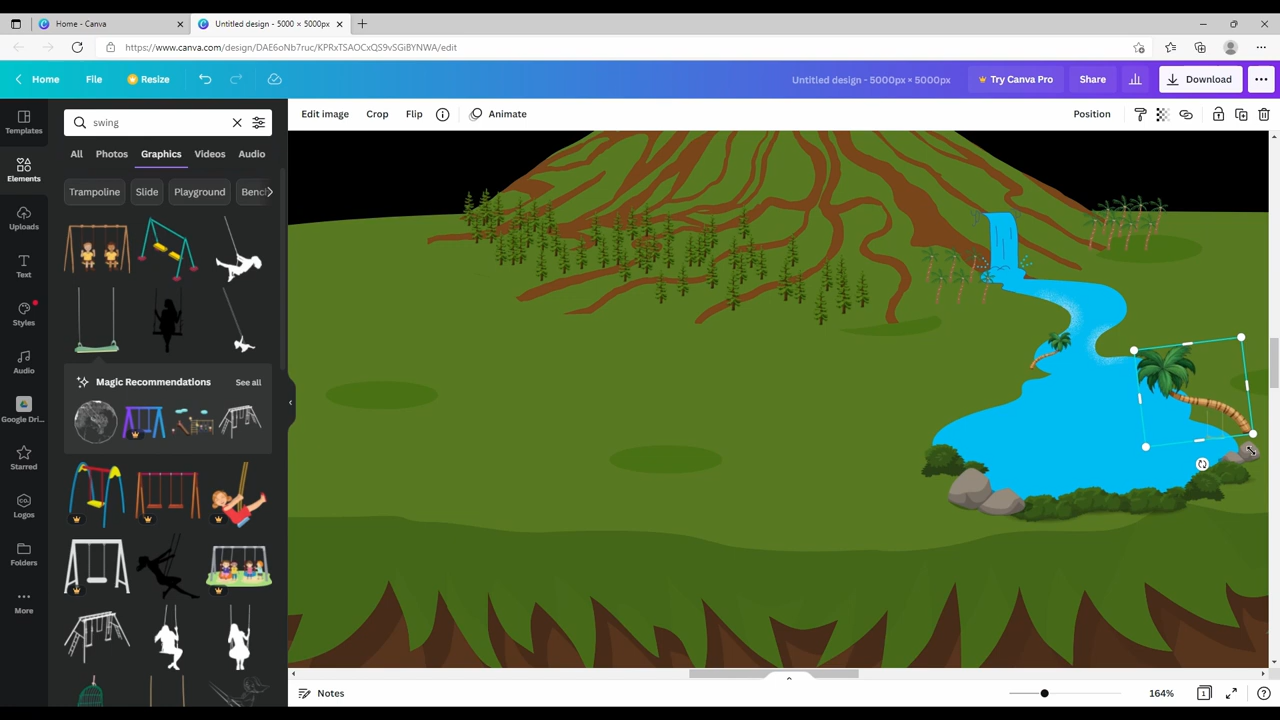 Home - Canva
Untitled design - 5000 × 5000px
https://www.canva.com/design/DAE6oNb7ruc/KPRxTSAOCxQS9vSGiBYNWA/edit
Home
File
Resize
Untitled design - 5000px × 5000px
Try Canva Pro
Share
Download
Templates
Elements
Uploads
Text
Styles
Audio
Google Dri...
Starred
Logos
Folders
More
swing
All
Photos
Graphics
Videos
Audio
Trampoline
Slide
Playground
Bencl
Magic Recommendations
See all
Edit image
Crop
Flip
Animate
Position
Notes
164%
1